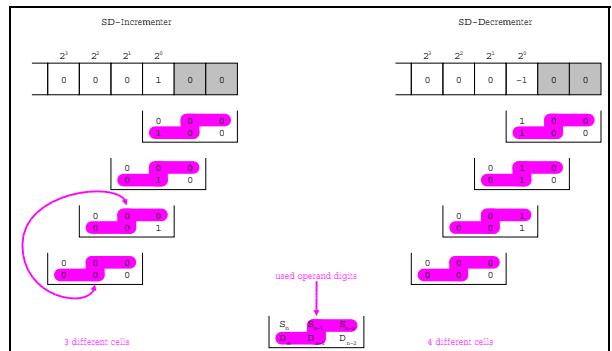 SD-Incrementer SD-Decrementer
2³ 2² 2¹ 2⁰ 2³ 2² 2¹ 2⁰
0 0 0 1 0 0 0 0 0 -1 0 0
0 0 0 1 0 0
1 0 0 0 0 0
0 0 0 0 1 0
0 1 0 0 1 0
0 0 0 0 0 1
0 0 1 0 0 1
0 0 0 0 0 0
0 0 0 0 0 0
used operand digits
Sₙ Sₙ₋₁ Sₙ₋₂
Dₙ Dₙ₋₁ Dₙ₋₂
3 different cells 4 different cells